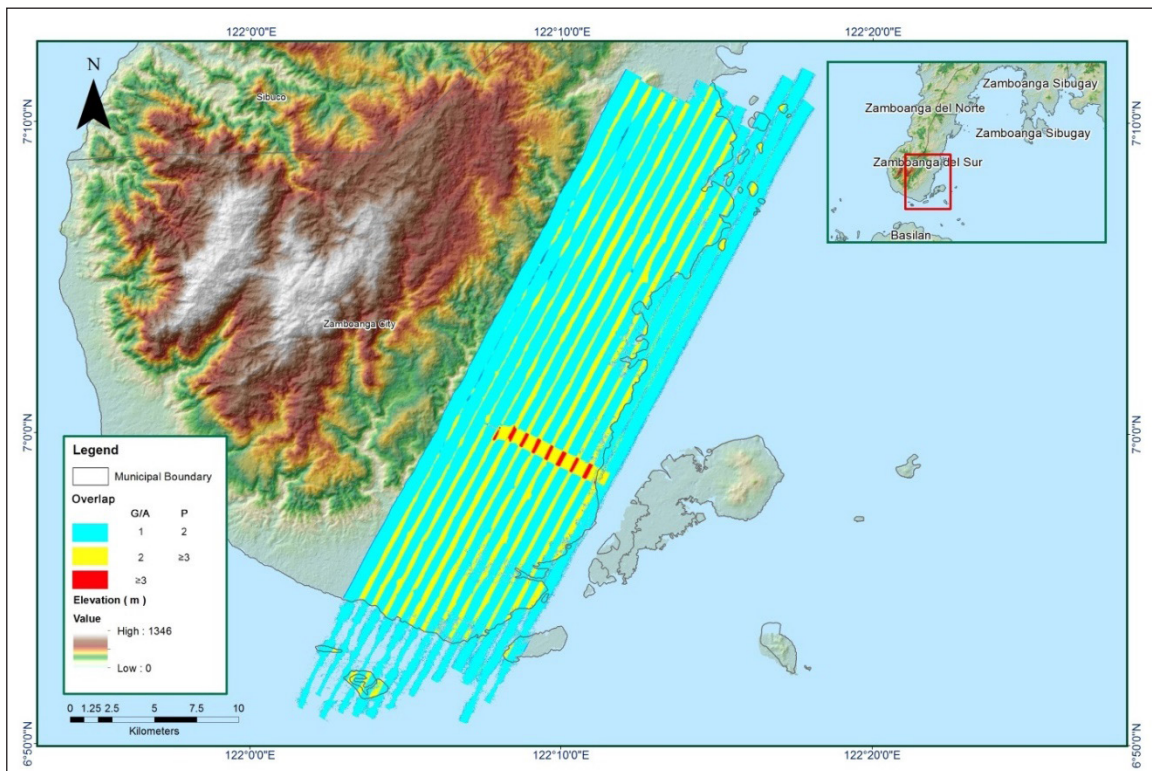 122°0'0"E 122°10'0"E 122°20'0"E
N
Sibuco
Zamboanga City
7°10'0"N
7°0'0"N
6°50'0"N
Zamboanga Sibugay
Zamboanga del Norte
Zamboanga Sibugay
Zamboanga del Sur
Basilan
7°10'0"N
7°0'0"N
6°50'0"N
Legend
Municipal Boundary
Overlap
G/A P
1 2
2 ≥3
≥3
Elevation ( m )
Value
High : 1346
Low : 0
0 1.25 2.5 5 7.5 10
Kilometers
122°0'0"E 122°10'0"E 122°20'0"E